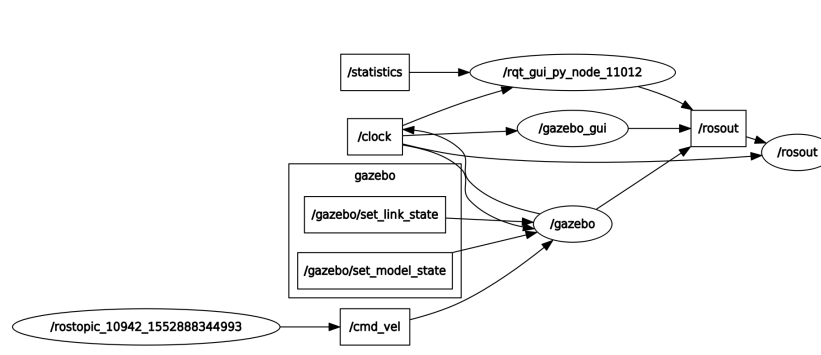 /statistics
/rqt_gui_py_node_11012
/clock
/gazebo_gui
/rosout
/rosout
gazebo
/gazebo/set_link_state
/gazebo
/gazebo/set_model_state
/rostopic_10942_1552888344993
/cmd_vel